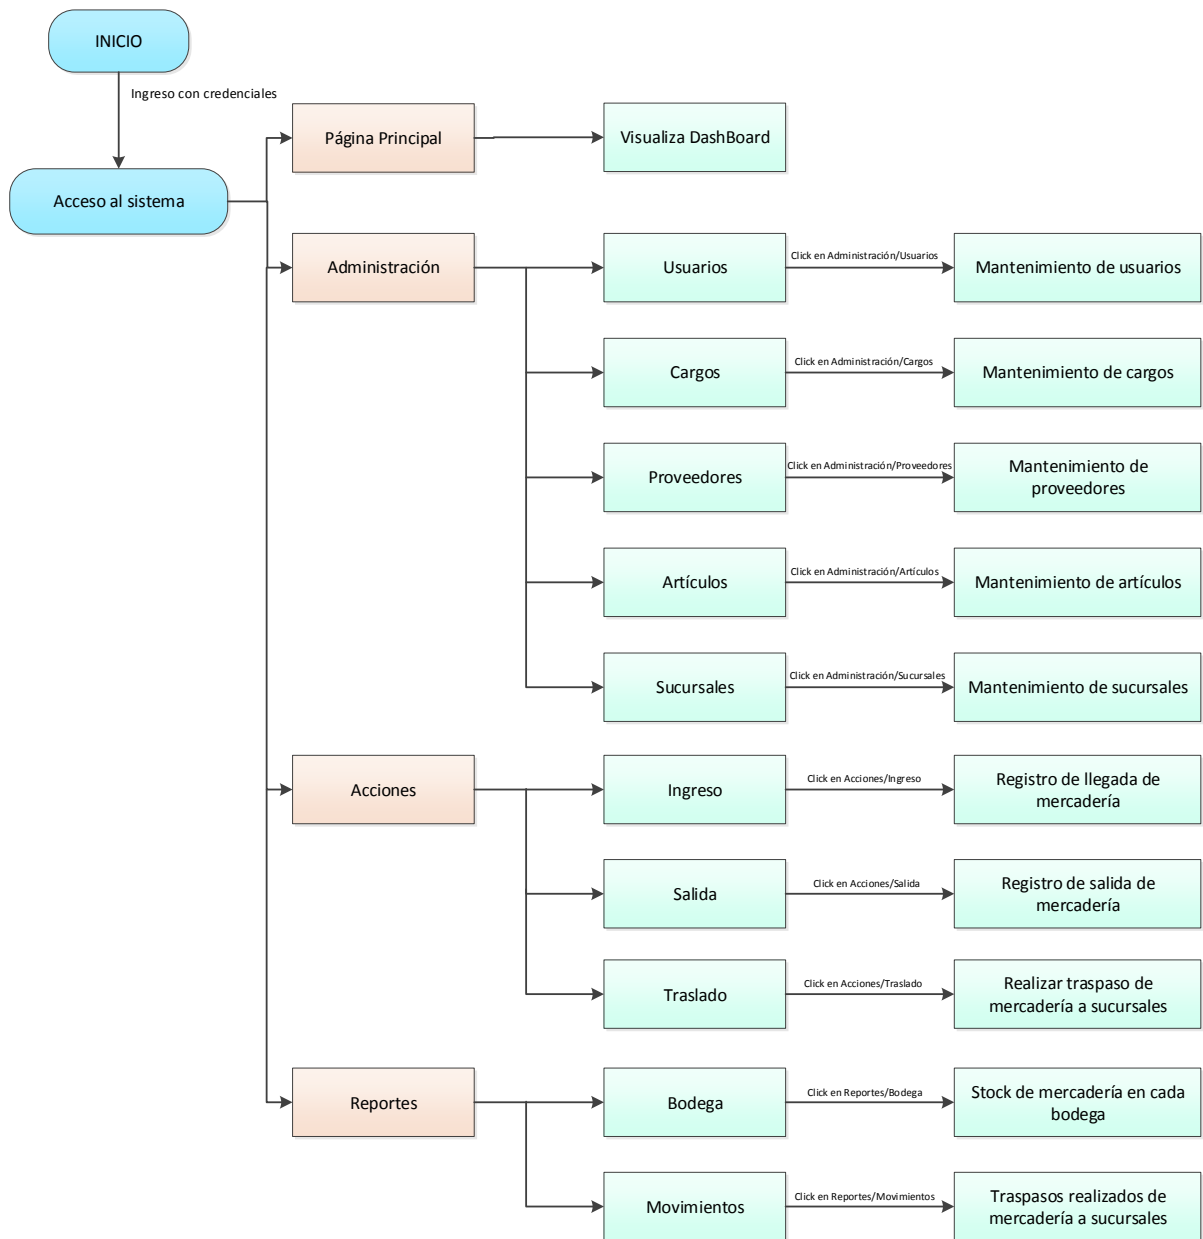 INICIO
Ingreso con credenciales
Acceso al sistema
Página Principal
Visualiza DashBoard
Administración
Usuarios
Click en Administración/Usuarios
Mantenimiento de usuarios
Cargos
Click en Administración/Cargos
Mantenimiento de cargos
Proveedores
Click en Administración/Proveedores
Mantenimiento de
proveedores
Artículos
Click en Administración/Artículos
Mantenimiento de artículos
Sucursales
Click en Administración/Sucursales
Mantenimiento de sucursales
Acciones
Ingreso
Click en Acciones/Ingreso
Registro de llegada de
mercadería
Salida
Click en Acciones/Salida
Registro de salida de
mercadería
Traslado
Click en Acciones/Traslado
Realizar traspaso de
mercadería a sucursales
Reportes
Bodega
Click en Reportes/Bodega
Stock de mercadería en cada
bodega
Movimientos
Click en Reportes/Movimientos
Traspasos realizados de
mercadería a sucursales